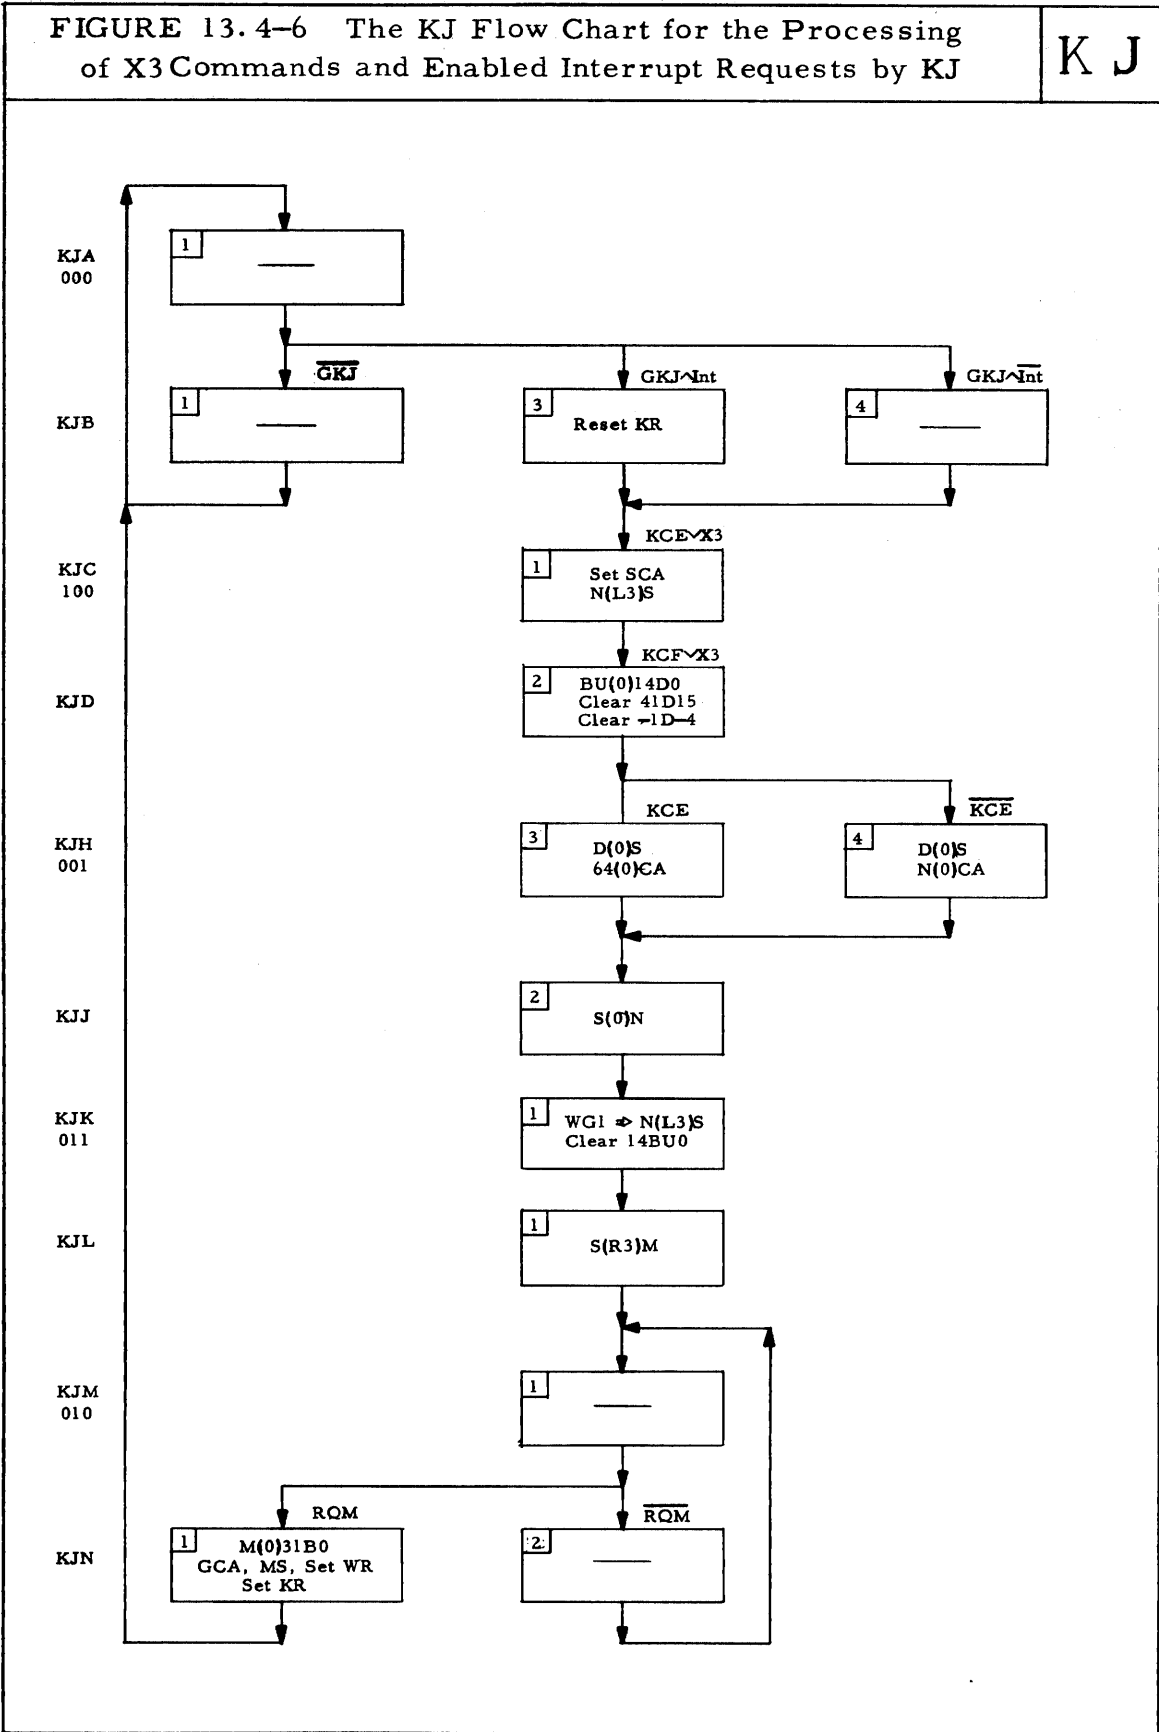 FIGURE 13.4-6 The KJ Flow Chart for the Processing
of X3 Commands and Enabled Interrupt Requests by KJ
K J
KJA
000
1
G̅K̅J̅
GKJ∧Int
GKJ∧I̅n̅t̅
KJB
1
3
Reset KR
4
KCE∨X3
KJC
100
1
Set SCA
N(L3)S
KCF∨X3
KJD
2
BU(0)14D0
Clear 41D15
Clear -1D-4
KCE
K̅C̅E̅
KJH
001
3
D(0)S
64(0)CA
4
D(0)S
N(0)CA
KJJ
2
S(0)N
KJK
011
1
WG1 ⇒ N(L3)S
Clear 14BU0
KJL
1
S(R3)M
KJM
010
1
RQM
R̅Q̅M̅
KJN
1
M(0)31B0
GCA, MS, Set WR
Set KR
2